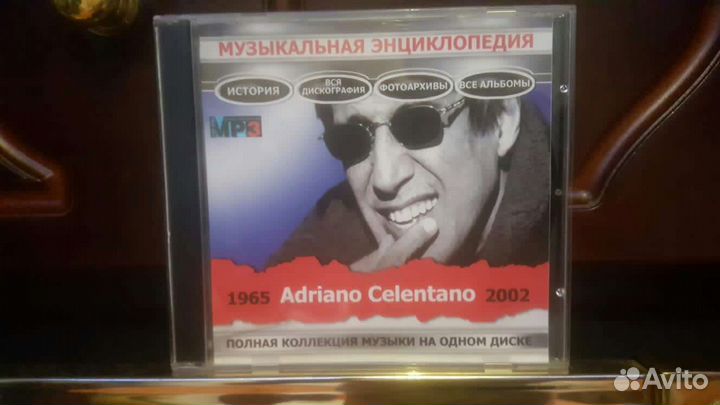 МУЗЫКАЛЬНАЯ ЭНЦИКЛОПЕДИЯ
ИСТОРИЯ
ВСЯ
ДИСКОГРАФИЯ
ФОТОАРХИВЫ
ВСЕ АЛЬБОМЫ
MP3
1965 Adriano Celentano 2002
ПОЛНАЯ КОЛЛЕКЦИЯ МУЗЫКИ НА ОДНОМ ДИСКЕ
Avito